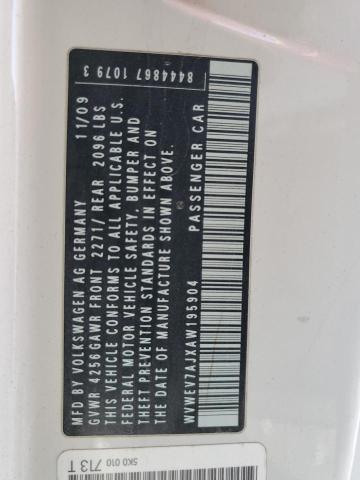 MFD BY VOLKSWAGEN AG GERMANY 11/09 8444867 1079 3
GVWR 4256 GAWR FRONT 2271/ REAR 2096 LBS
THIS VEHICLE CONFORMS TO ALL APPLICABLE U.S.
FEDERAL MOTOR VEHICLE SAFETY, BUMPER AND
THEFT PREVENTION STANDARDS IN EFFECT ON
THE DATE OF MANUFACTURE SHOWN ABOVE.
WVWEV7AJXAW195904 PASSENGER CAR
5K0 010 713 T